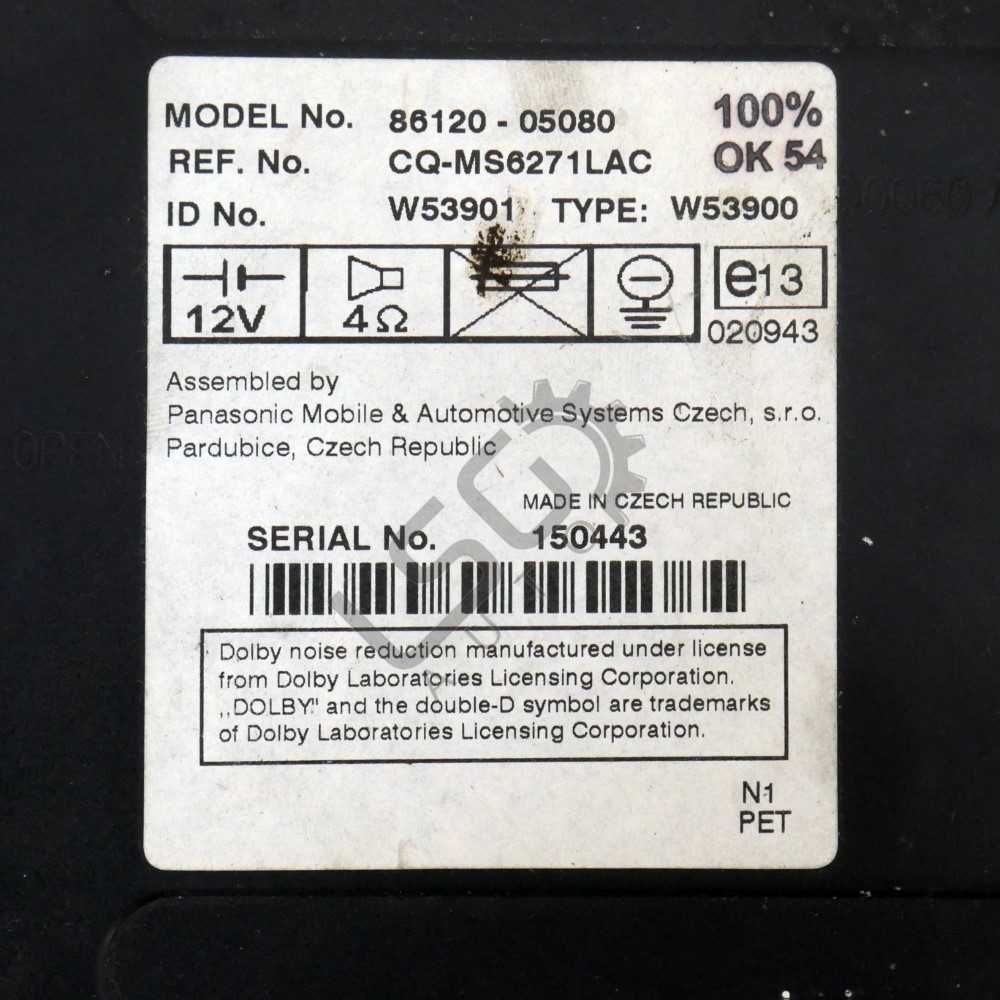 MODEL No. 86120 - 05080 100%
REF. No. CQ-MS6271LAC OK 54
ID No. W53901 TYPE: W53900
12V 4Ω e13
020943
Assembled by
Panasonic Mobile & Automotive Systems Czech, s.r.o.
Pardubice, Czech Republic
MADE IN CZECH REPUBLIC
SERIAL No. 150443
Dolby noise reduction manufactured under license
from Dolby Laboratories Licensing Corporation.
,,DOLBY" and the double-D symbol are trademarks
of Dolby Laboratories Licensing Corporation.
N1
PET